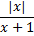 |x|
x + 1